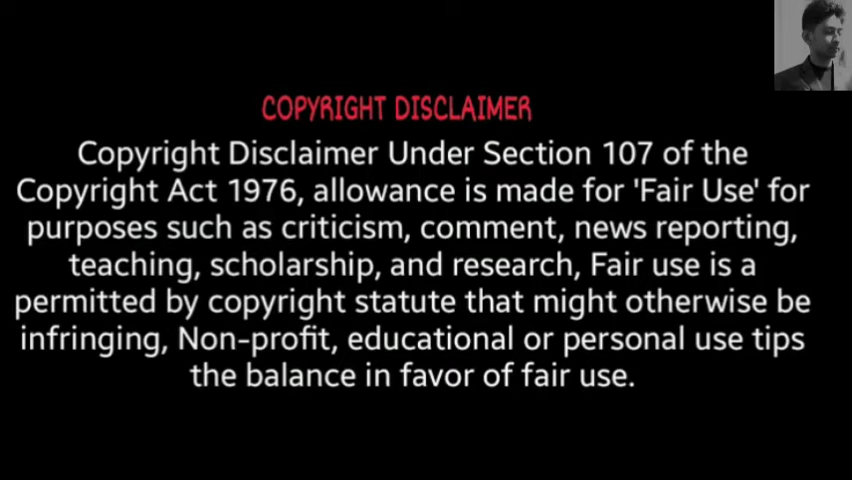 COPYRIGHT DISCLAIMER
Copyright Disclaimer Under Section 107 of the
Copyright Act 1976, allowance is made for 'Fair Use' for
purposes such as criticism, comment, news reporting,
teaching, scholarship, and research, Fair use is a
permitted by copyright statute that might otherwise be
infringing, Non-profit, educational or personal use tips
the balance in favor of fair use.